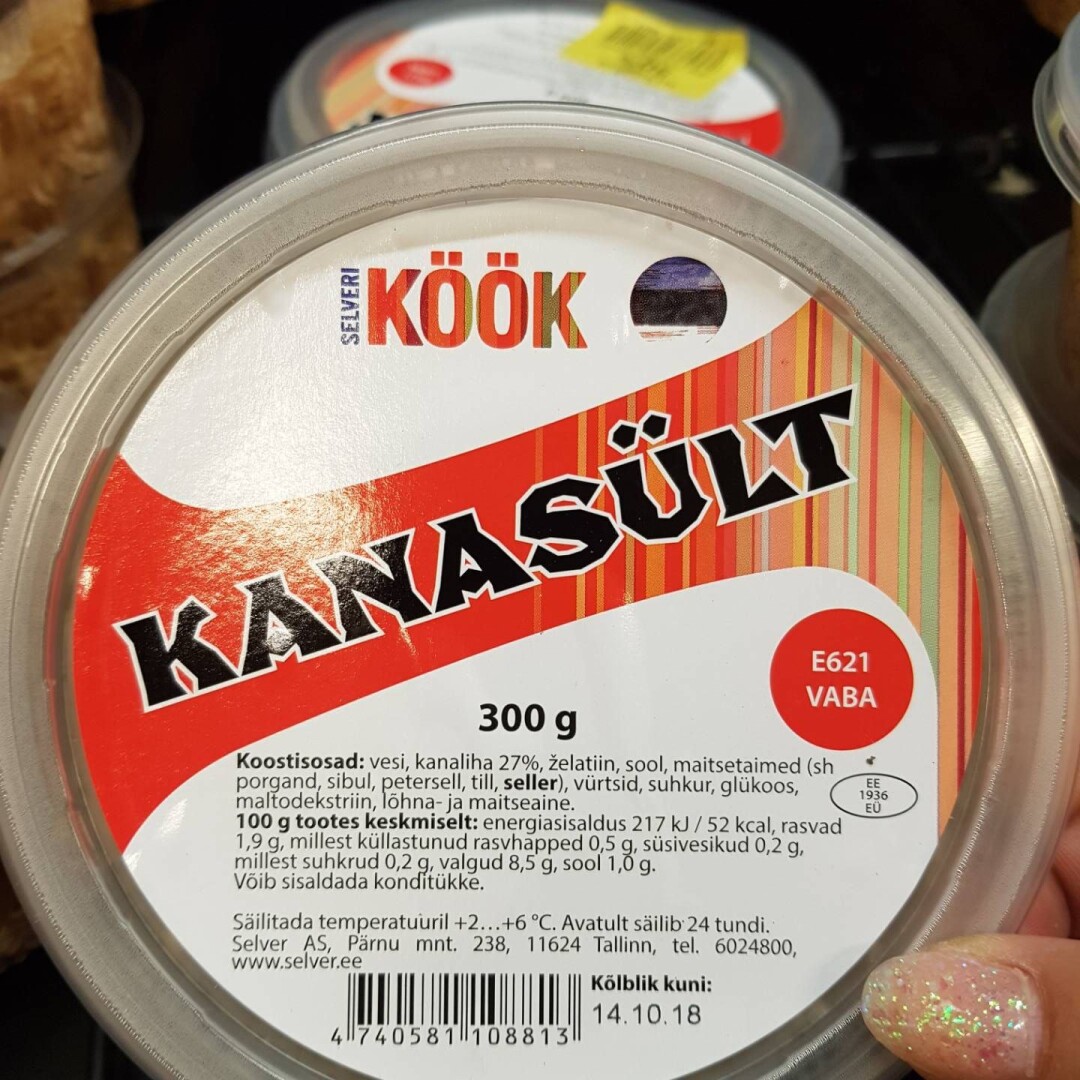 SELVERI
KÖÖK
KANASÜLT
E621
VABA
300 g
Koostisosad: vesi, kanaliha 27%, želatiin, sool, maitsetaimed (sh
porgand, sibul, petersell, till, seller), vürtsid, suhkur, glükoos,
maltodekstriin, lõhna- ja maitseaine.
100 g tootes keskmiselt: energiasisaldus 217 kJ / 52 kcal, rasvad
1,9 g, millest küllastunud rasvhapped 0,5 g, süsivesikud 0,2 g,
millest suhkrud 0,2 g, valgud 8,5 g, sool 1,0 g.
Võib sisaldada konditükke.
EE
1936
EÜ
Säilitada temperatuuril +2...+6 °C. Avatult säilib 24 tundi.
Selver AS, Pärnu mnt. 238, 11624 Tallinn, tel. 6024800,
www.selver.ee
Kõlblik kuni:
14.10.18
4 740581 108813